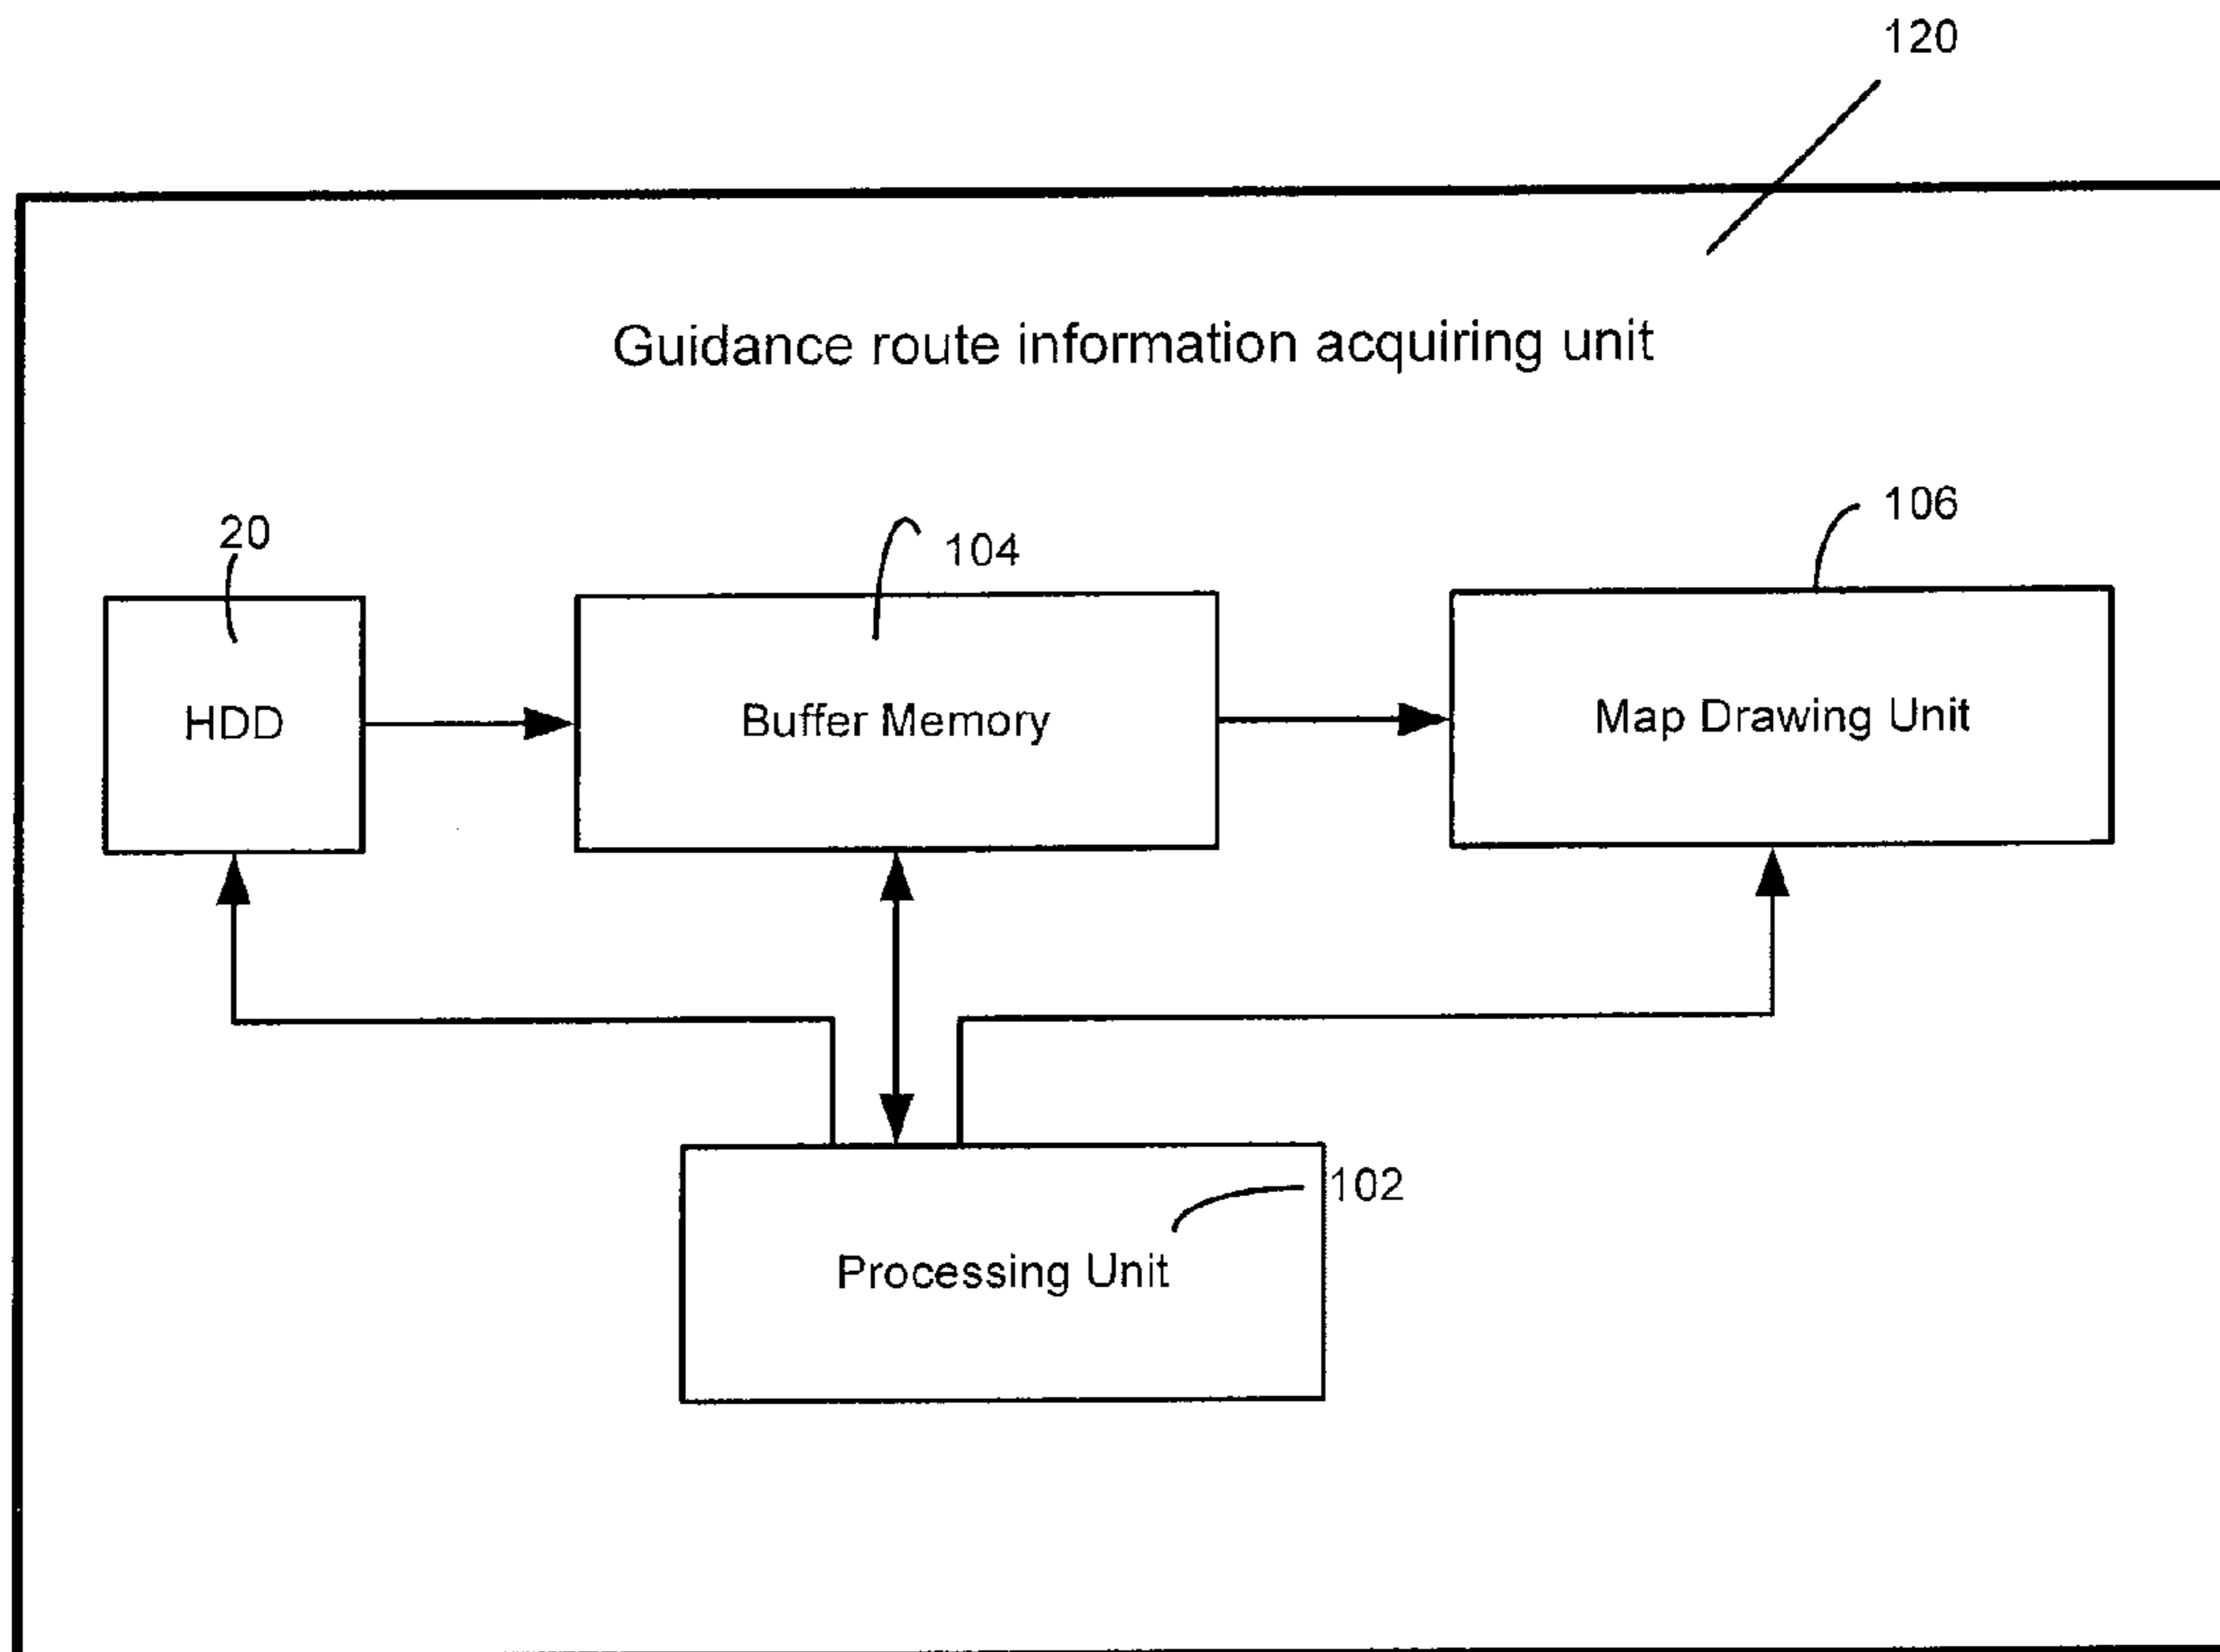 120
Guidance route information acquiring unit
20
104
106
HDD
Buffer Memory
Map Drawing Unit
102
Processing Unit